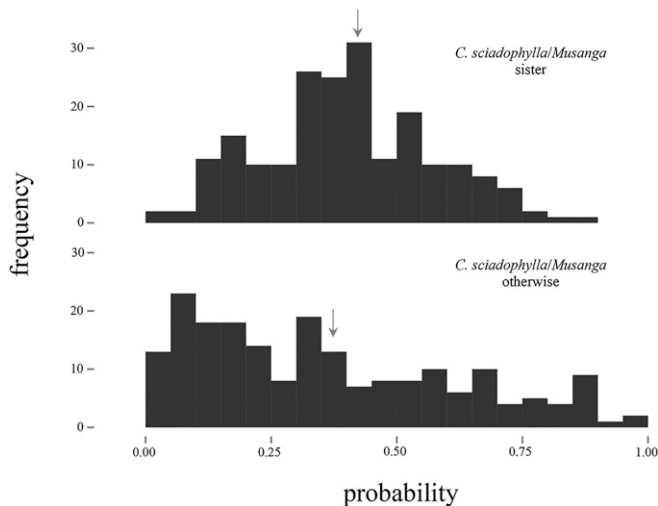 C. sciadophylla/Musanga
sister
30
20
10
0
frequency
C. sciadophylla/Musanga
otherwise
30
20
10
0
0.00 0.25 0.50 0.75 1.00
probability